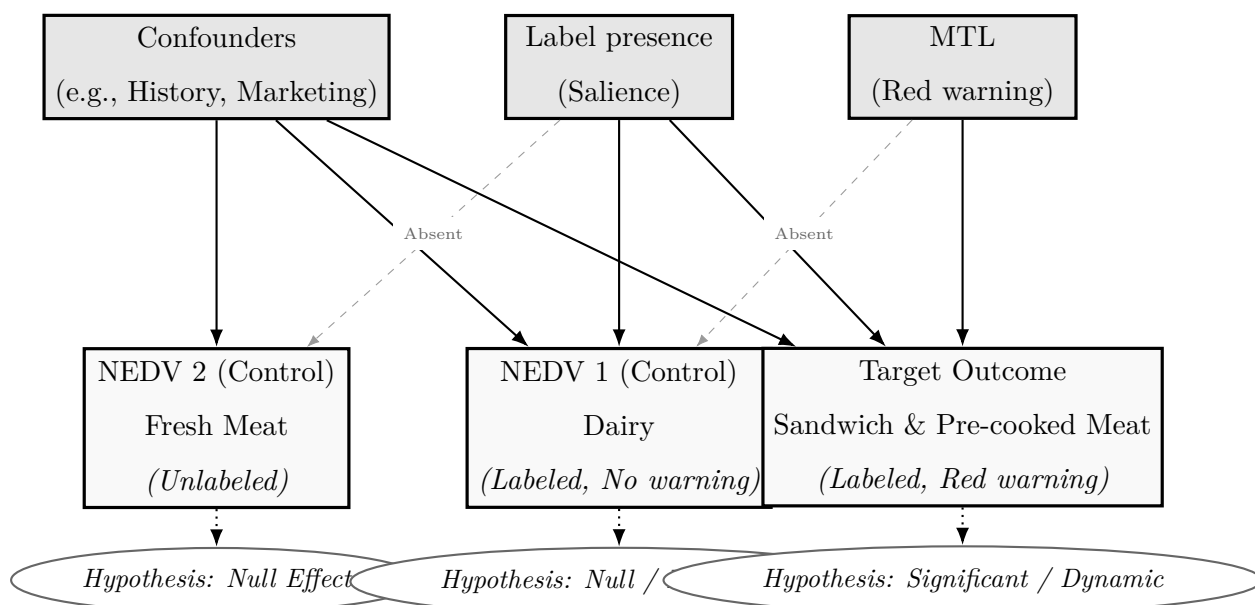 Confounders
(e.g., History, Marketing)
Label presence
(Salience)
MTL
(Red warning)
Absent
Absent
NEDV 2 (Control)
Fresh Meat
(Unlabeled)
NEDV 1 (Control)
Dairy
(Labeled, No warning)
Target Outcome
Sandwich & Pre-cooked Meat
(Labeled, Red warning)
Hypothesis: Null Effect
Hypothesis: Null /
Hypothesis: Significant / Dynamic